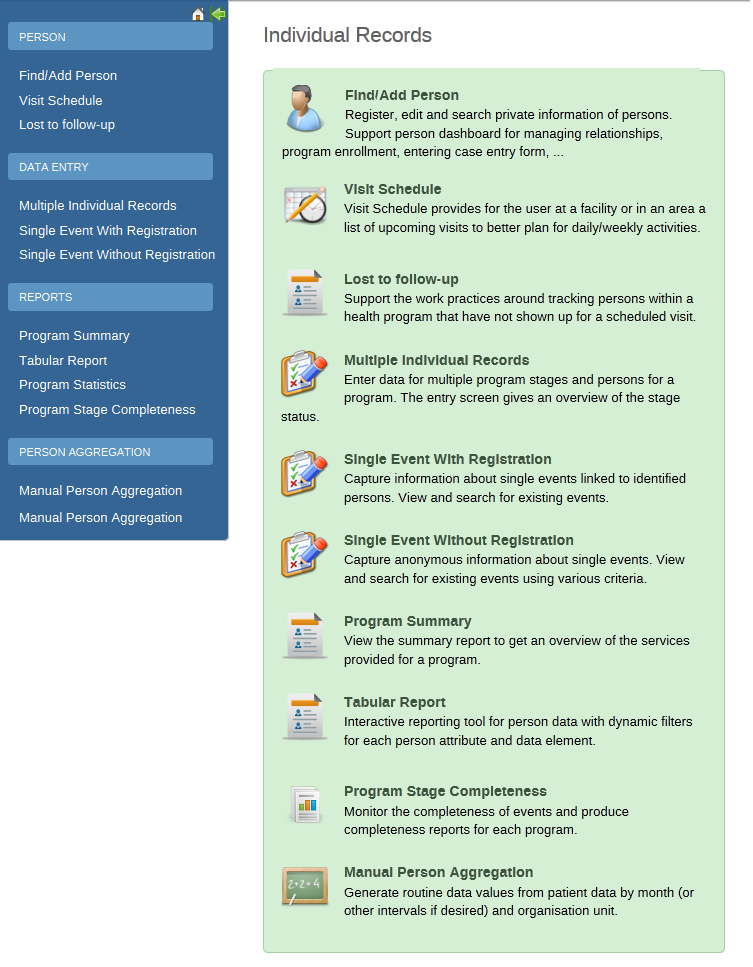 PERSON
Find/Add Person
Visit Schedule
Lost to follow-up
DATA ENTRY
Multiple Individual Records
Single Event With Registration
Single Event Without Registration
REPORTS
Program Summary
Tabular Report
Program Statistics
Program Stage Completeness
PERSON AGGREGATION
Manual Person Aggregation
Manual Person Aggregation
Individual Records
Find/Add Person
Register, edit and search private information of persons.
Support person dashboard for managing relationships,
program enrollment, entering case entry form, ...
Visit Schedule
Visit Schedule provides for the user at a facility or in an area a
list of upcoming visits to better plan for daily/weekly activities.
Lost to follow-up
Support the work practices around tracking persons within a
health program that have not shown up for a scheduled visit.
Multiple Individual Records
Enter data for multiple program stages and persons for a
program. The entry screen gives an overview of the stage
status.
Single Event With Registration
Capture information about single events linked to identified
persons. View and search for existing events.
Single Event Without Registration
Capture anonymous information about single events. View
and search for existing events using various criteria.
Program Summary
View the summary report to get an overview of the services
provided for a program.
Tabular Report
Interactive reporting tool for person data with dynamic filters
for each person attribute and data element.
Program Stage Completeness
Monitor the completeness of events and produce
completeness reports for each program.
2+2=4
Manual Person Aggregation
Generate routine data values from patient data by month (or
other intervals if desired) and organisation unit.